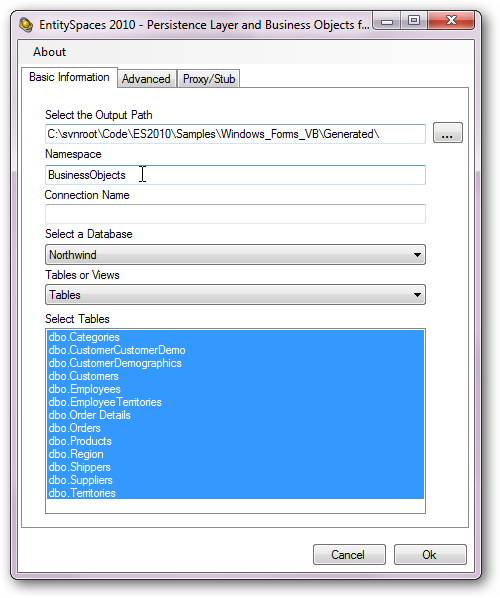 EntitySpaces 2010 - Persistence Layer and Business Objects f...
About
Basic Information Advanced Proxy/Stub
Select the Output Path
C:\svnroot\Code\ES2010\Samples\Windows_Forms_VB\Generated\
...
Namespace
BusinessObjects
Connection Name
Select a Database
Northwind
Tables or Views
Tables
Select Tables
dbo.Categories
dbo.CustomerCustomerDemo
dbo.CustomerDemographics
dbo.Customers
dbo.Employees
dbo.EmployeeTerritories
dbo.Order Details
dbo.Orders
dbo.Products
dbo.Region
dbo.Shippers
dbo.Suppliers
dbo.Territories
Cancel Ok